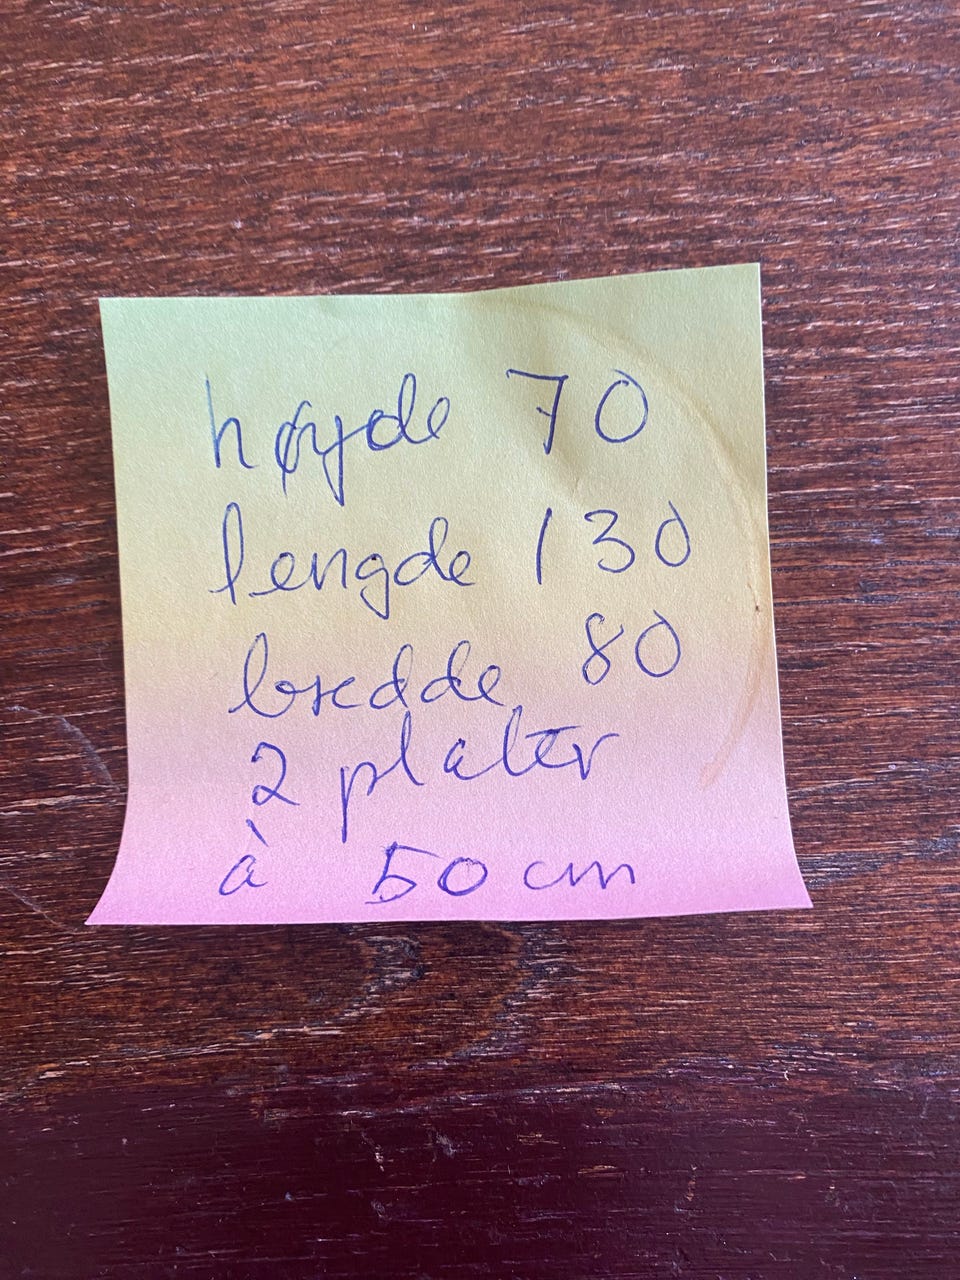 høyde 70
lengde 130
bredde 80
2 plater
à 50 cm